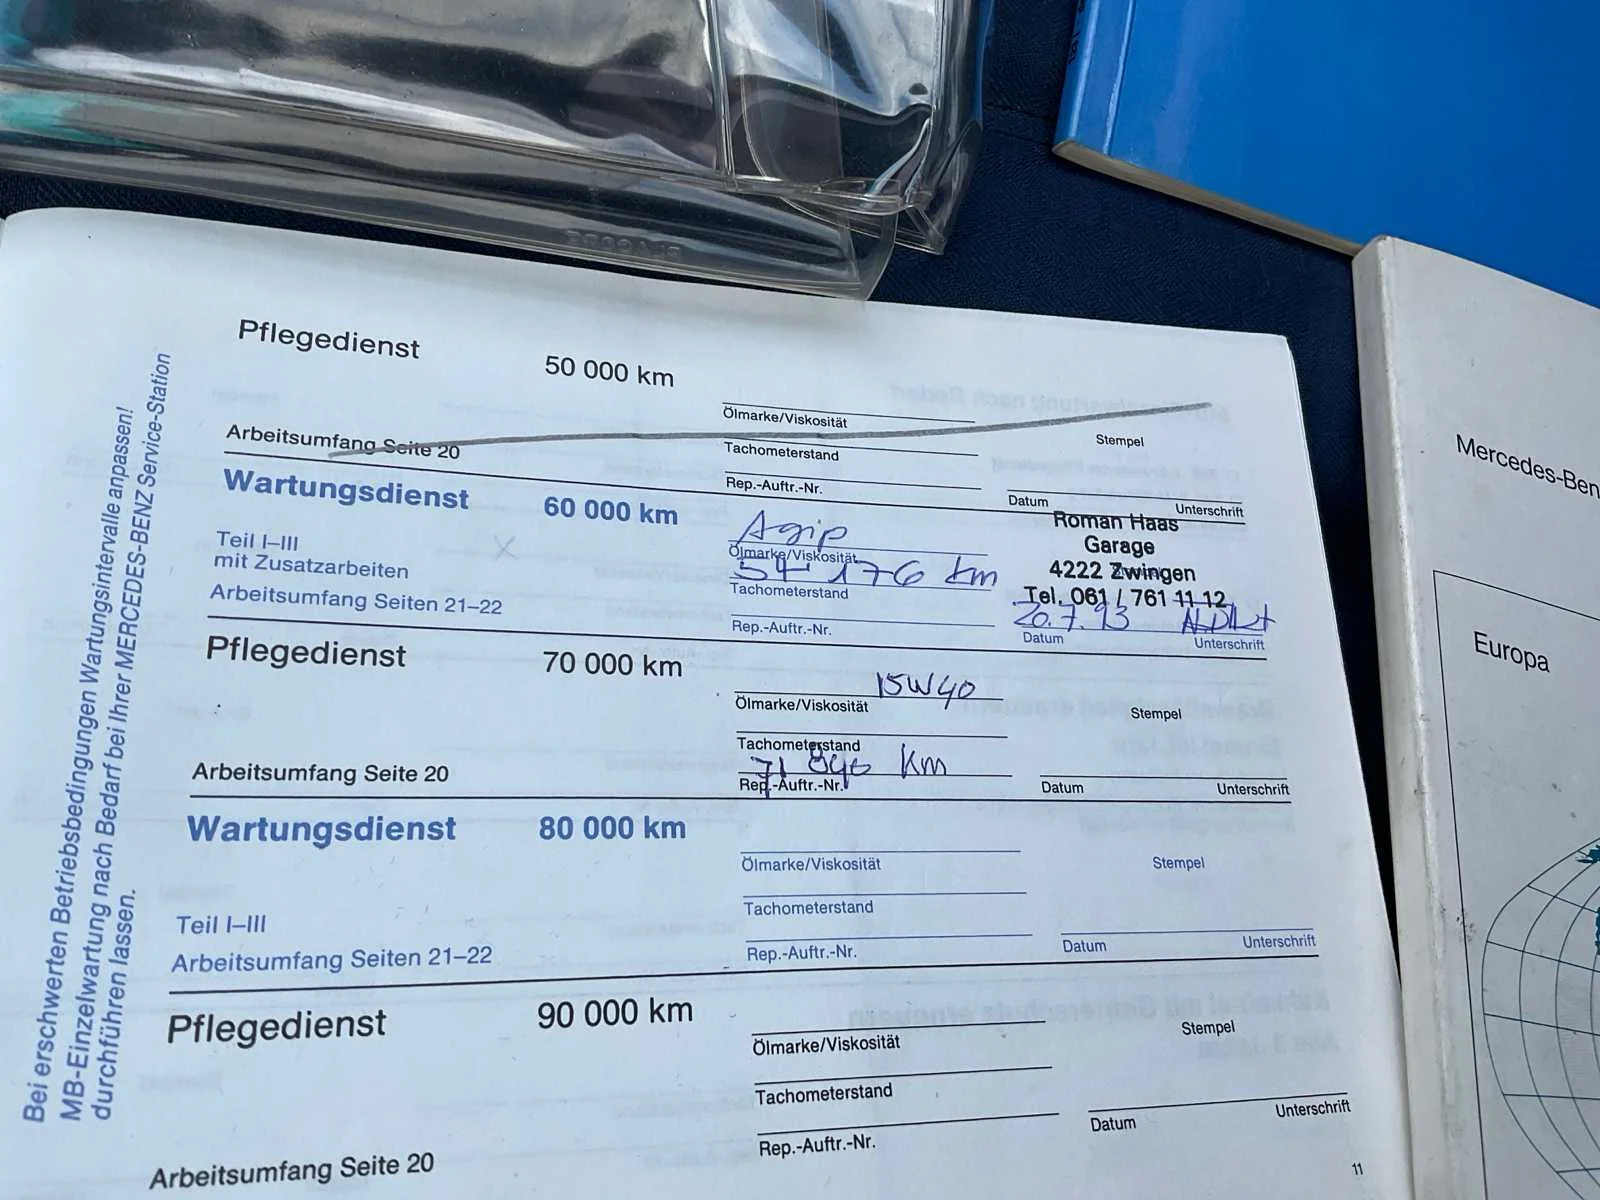 Pflegedienst 50 000 km
Ölmarke/Viskosität
Stempel
Arbeitsumfang Seite 20
Tachometerstand
Rep.-Auftr.-Nr.
Datum Unterschrift
Wartungsdienst 60 000 km
Agip
Ölmarke/Viskosität
Roman Haas
Garage
4222 Zwingen
Tel. 061 / 761 11 12
Teil I–III
mit Zusatzarbeiten
Arbeitsumfang Seiten 21–22
54 176 km
Tachometerstand
Rep.-Auftr.-Nr.
20.7.93
Datum Unterschrift
Pflegedienst 70 000 km
15W40
Ölmarke/Viskosität
Stempel
Tachometerstand
71 846 km
Arbeitsumfang Seite 20
Rep.-Auftr.-Nr.
Datum Unterschrift
Wartungsdienst 80 000 km
Ölmarke/Viskosität
Stempel
Tachometerstand
Teil I–III
Arbeitsumfang Seiten 21–22
Rep.-Auftr.-Nr.
Datum Unterschrift
Pflegedienst 90 000 km
Ölmarke/Viskosität
Stempel
Tachometerstand
Arbeitsumfang Seite 20
Rep.-Auftr.-Nr.
Datum Unterschrift
11
Bei erschwerten Betriebsbedingungen Wartungsintervalle anpassen!
MB-Einzelwartung nach Bedarf bei Ihrer MERCEDES-BENZ Service-Station
durchführen lassen.
Mercedes-Ben
Europa